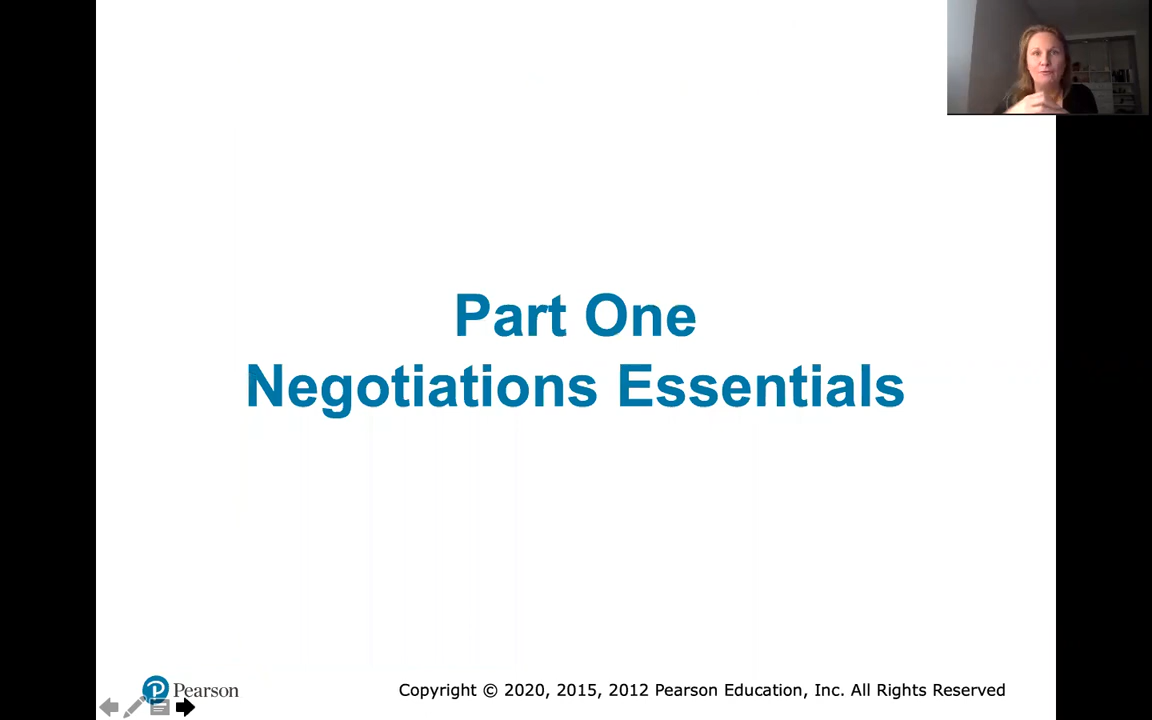 Part One
Negotiations Essentials
Pearson
Copyright © 2020, 2015, 2012 Pearson Education, Inc. All Rights Reserved